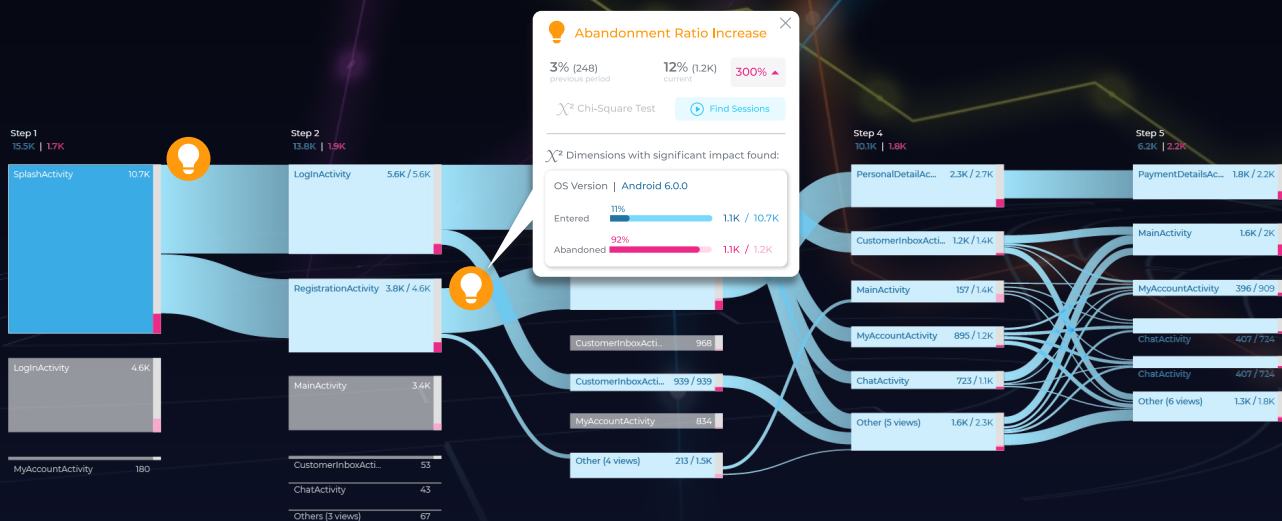 Abandonment Ratio Increase
3% (248)
previous period
12% (1.2K)
current
300%
X² Chi-Square Test
Find Sessions
X² Dimensions with significant impact found:
OS Version | Android 6.0.0
11%
Entered 1.1K / 10.7K
92%
Abandoned 1.1K / 1.2K
Step 1
15.5K | 1.7K
SplashActivity 10.7K
LogInActivity 4.6K
MyAccountActivity 180
Step 2
13.8K | 1.9K
LogInActivity 5.6K / 5.6K
RegistrationActivity 3.8K / 4.6K
MainActivity 3.4K
CustomerInboxActi... 53
ChatActivity 43
Others (3 views) 67
CustomerInboxActi... 968
CustomerInboxActi... 939 / 939
MyAccountActivity 834
Other (4 views) 213 / 1.5K
Step 4
10.1K | 1.8K
PersonalDetailAc... 2.3K / 2.7K
CustomerInboxActi... 1.2K / 1.4K
MainActivity 157 / 1.4K
MyAccountActivity 895 / 1.2K
ChatActivity 723 / 1.1K
Other (5 views) 1.6K / 2.3K
Step 5
6.2K | 2.2K
PaymentDetailsAc... 1.8K / 2.2K
MainActivity 1.6K / 2K
MyAccountActivity 396 / 909
ChatActivity 407 / 724
ChatActivity 407 / 724
Other (6 views) 1.3K / 1.8K